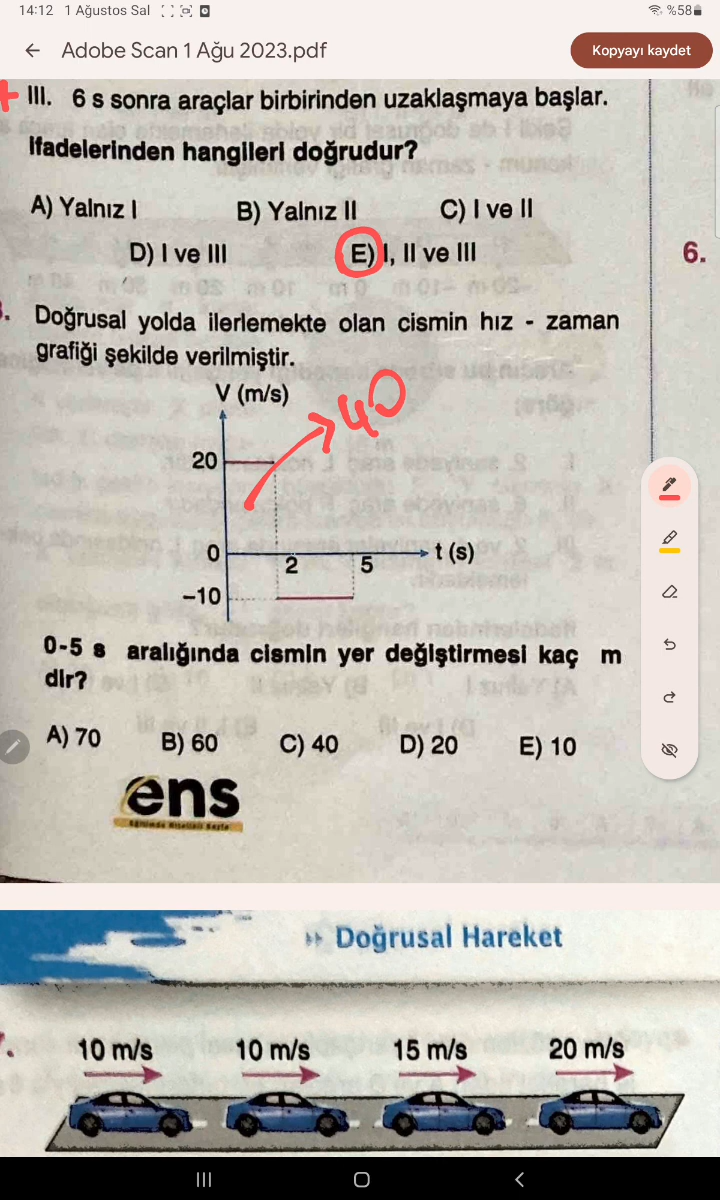 14:12 1 Ağustos Sal %58
Adobe Scan 1 Ağu 2023.pdf
Kopyayı kaydet
III. 6 s sonra araçlar birbirinden uzaklaşmaya başlar.
ifadelerinden hangileri doğrudur?
A) Yalnız I B) Yalnız II C) I ve II
D) I ve III E) I, II ve III
6.
Doğrusal yolda ilerlemekte olan cismin hız - zaman
grafiği şekilde verilmiştir.
V (m/s)
40
20
0 2 5 t (s)
-10
0-5 s aralığında cismin yer değiştirmesi kaç m
dir?
A) 70 B) 60 C) 40 D) 20 E) 10
ens
Doğrusal Hareket
10 m/s 10 m/s 15 m/s 20 m/s